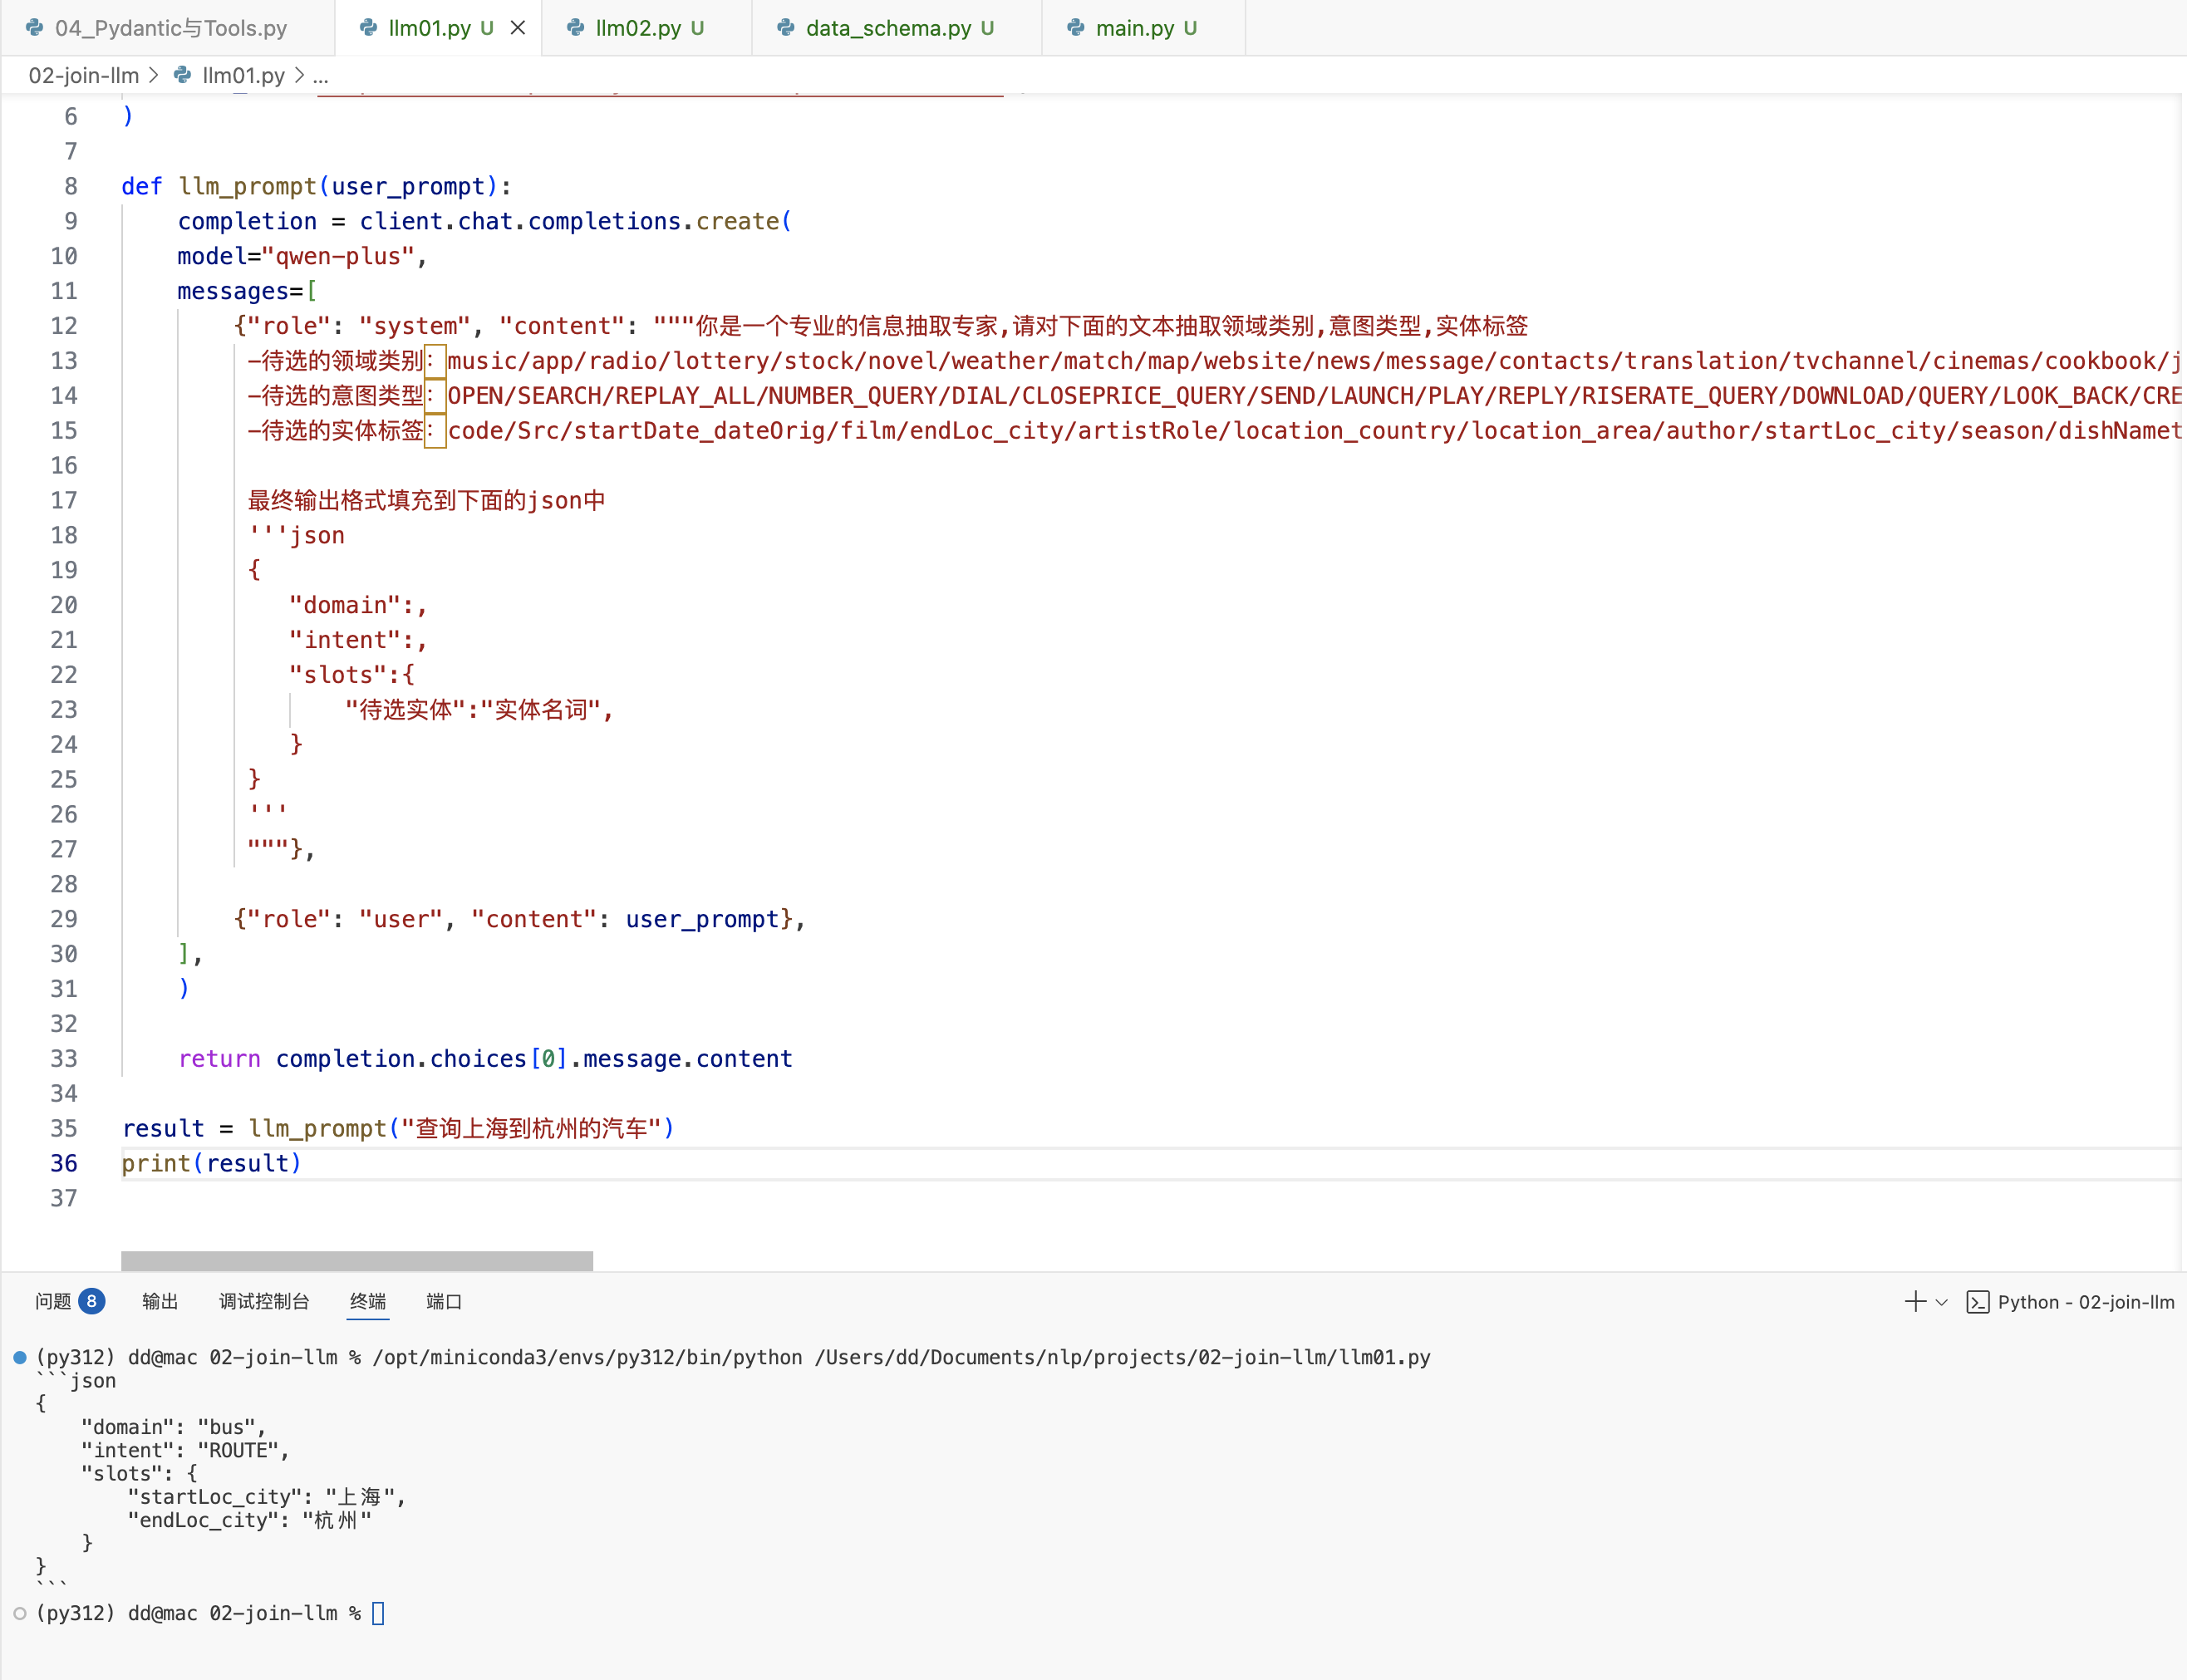 04_Pydantic与Tools.py
llm01.py U
llm02.py U
data_schema.py U
main.py U
02-join-llm > llm01.py > ...
6 )
7
8 def llm_prompt(user_prompt):
9 completion = client.chat.completions.create(
10 model="qwen-plus",
11 messages=[
12 {"role": "system", "content": """你是一个专业的信息抽取专家,请对下面的文本抽取领域类别,意图类型,实体标签
13 -待选的领域类别：music/app/radio/lottery/stock/novel/weather/match/map/website/news/message/contacts/translation/tvchannel/cinemas/cookbook/j
14 -待选的意图类型：OPEN/SEARCH/REPLAY_ALL/NUMBER_QUERY/DIAL/CLOSEPRICE_QUERY/SEND/LAUNCH/PLAY/REPLY/RISERATE_QUERY/DOWNLOAD/QUERY/LOOK_BACK/CRE
15 -待选的实体标签：code/Src/startDate_dateOrig/film/endLoc_city/artistRole/location_country/location_area/author/startLoc_city/season/dishNamet
16
17 最终输出格式填充到下面的json中
18 '''json
19 {
20 "domain":,
21 "intent":,
22 "slots":{
23 "待选实体":"实体名词",
24 }
25 }
26 '''
27 """},
28
29 {"role": "user", "content": user_prompt},
30 ],
31 )
32
33 return completion.choices[0].message.content
34
35 result = llm_prompt("查询上海到杭州的汽车")
36 print(result)
37
问题 8 输出 调试控制台 终端 端口 Python - 02-join-llm
(py312) dd@mac 02-join-llm % /opt/miniconda3/envs/py312/bin/python /Users/dd/Documents/nlp/projects/02-join-llm/llm01.py
```json
{
"domain": "bus",
"intent": "ROUTE",
"slots": {
"startLoc_city": "上海",
"endLoc_city": "杭州"
}
}
```
(py312) dd@mac 02-join-llm %